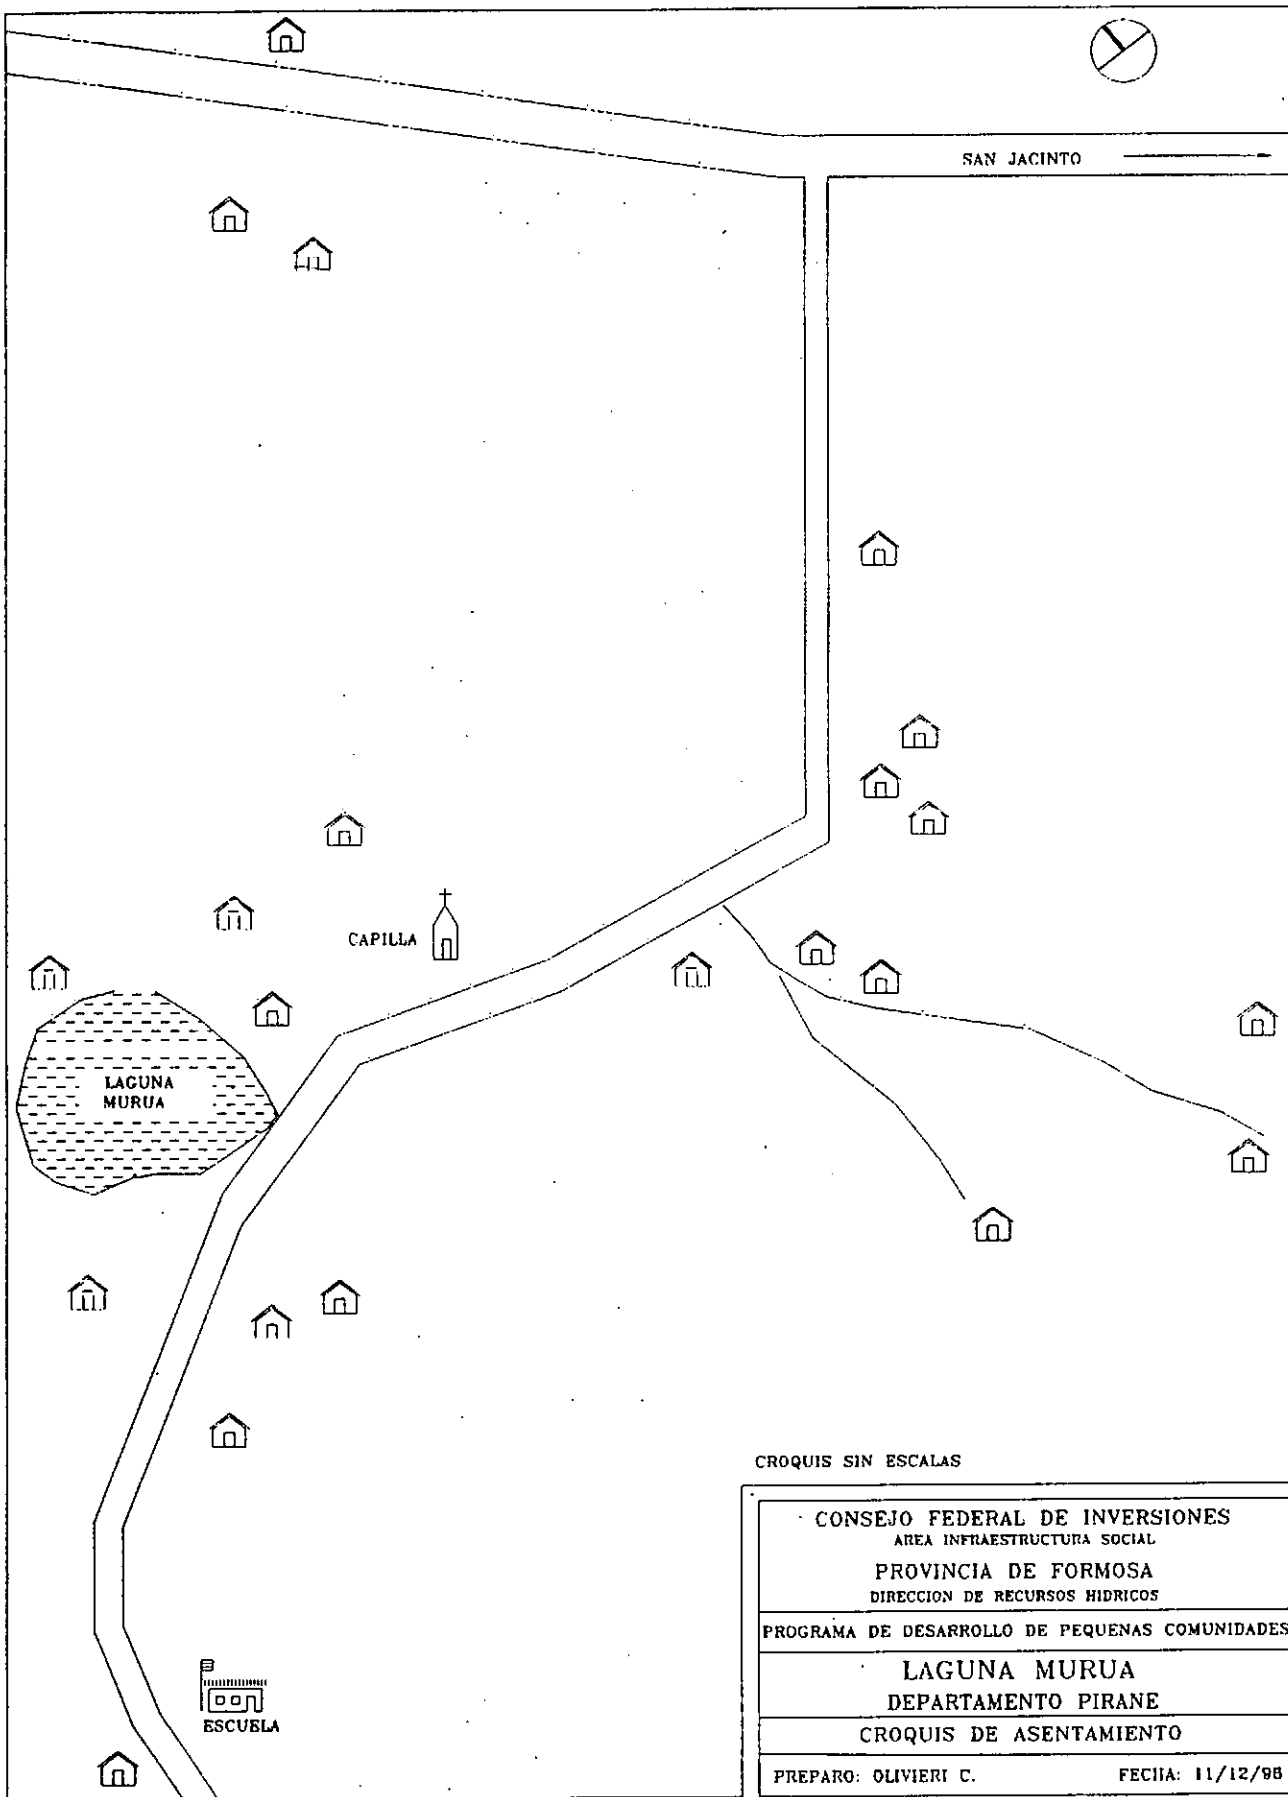 SAN JACINTO
CAPILLA
LAGUNA
MURUA
ESCUELA
CROQUIS SIN ESCALAS
CONSEJO FEDERAL DE INVERSIONES
AREA INFRAESTRUCTURA SOCIAL
PROVINCIA DE FORMOSA
DIRECCION DE RECURSOS HIDRICOS
PROGRAMA DE DESARROLLO DE PEQUENAS COMUNIDADES
LAGUNA MURUA
DEPARTAMENTO PIRANE
CROQUIS DE ASENTAMIENTO
PREPARO: OLIVIERI C. FECHA: 11/12/98